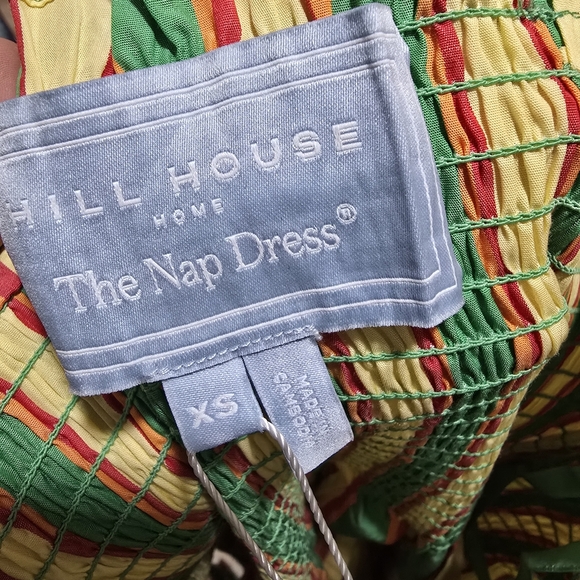 HILL HOUSE
HOME
The Nap Dress®
XS
MADE IN
CAMBODIA